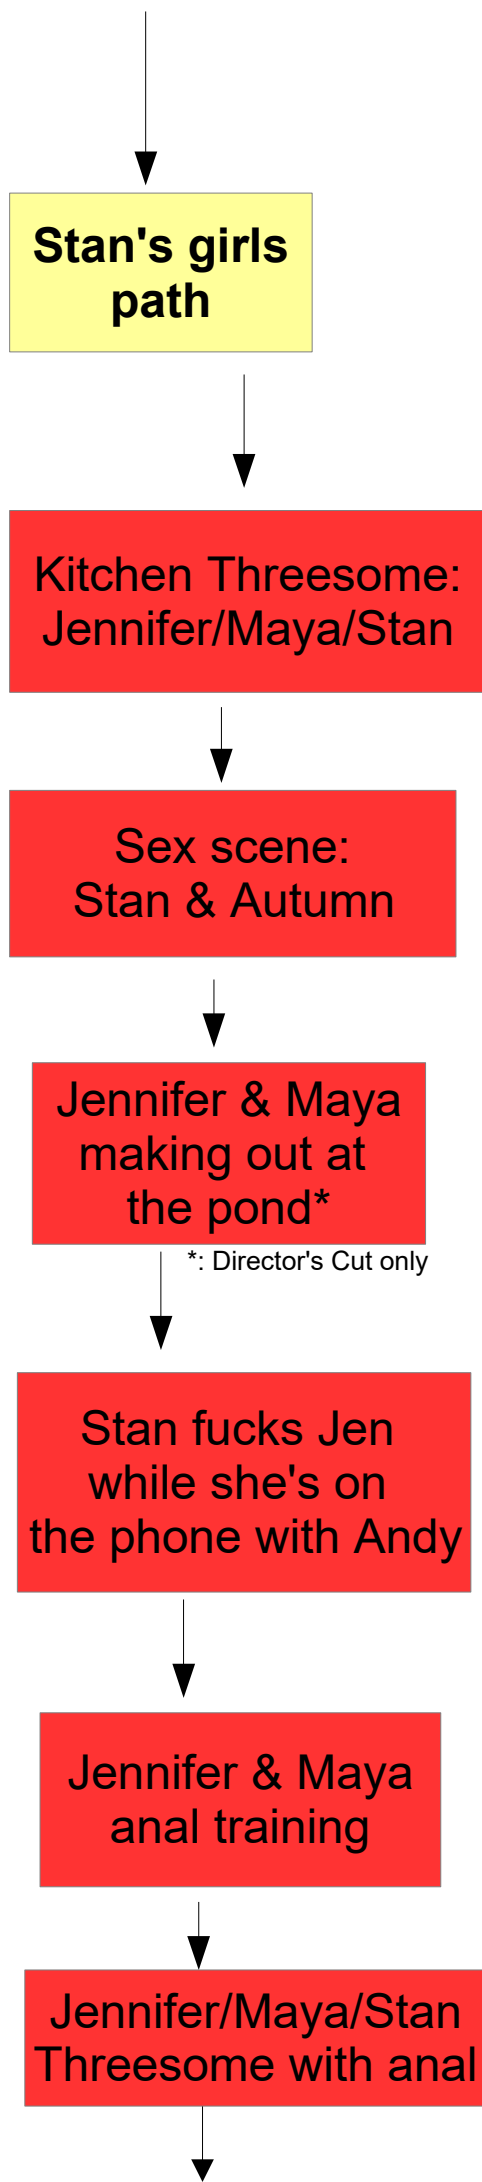 Stan's girls
path
Kitchen Threesome:
Jennifer/Maya/Stan
Sex scene:
Stan & Autumn
Jennifer & Maya
making out at
the pond*
*: Director's Cut only
Stan fucks Jen
while she's on
the phone with Andy
Jennifer & Maya
anal training
Jennifer/Maya/Stan
Threesome with anal